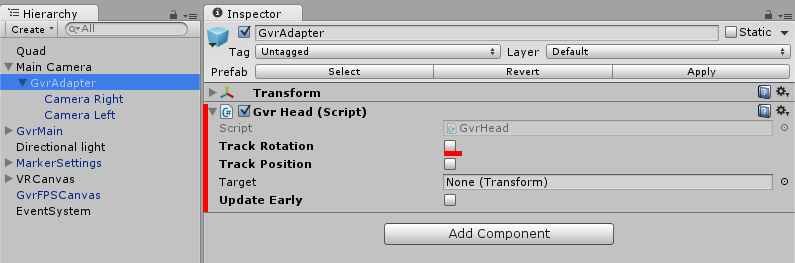 Hierarchy
Create
All
Quad
Main Camera
GvrAdapter
Camera Right
Camera Left
GvrMain
Directional light
MarkerSettings
VRCanvas
GvrFPSCanvas
EventSystem
Inspector
GvrAdapter Static
Tag Untagged Layer Default
Prefab Select Revert Apply
Transform
Gvr Head (Script)
Script GvrHead
Track Rotation
Track Position
Target None (Transform)
Update Early
Add Component